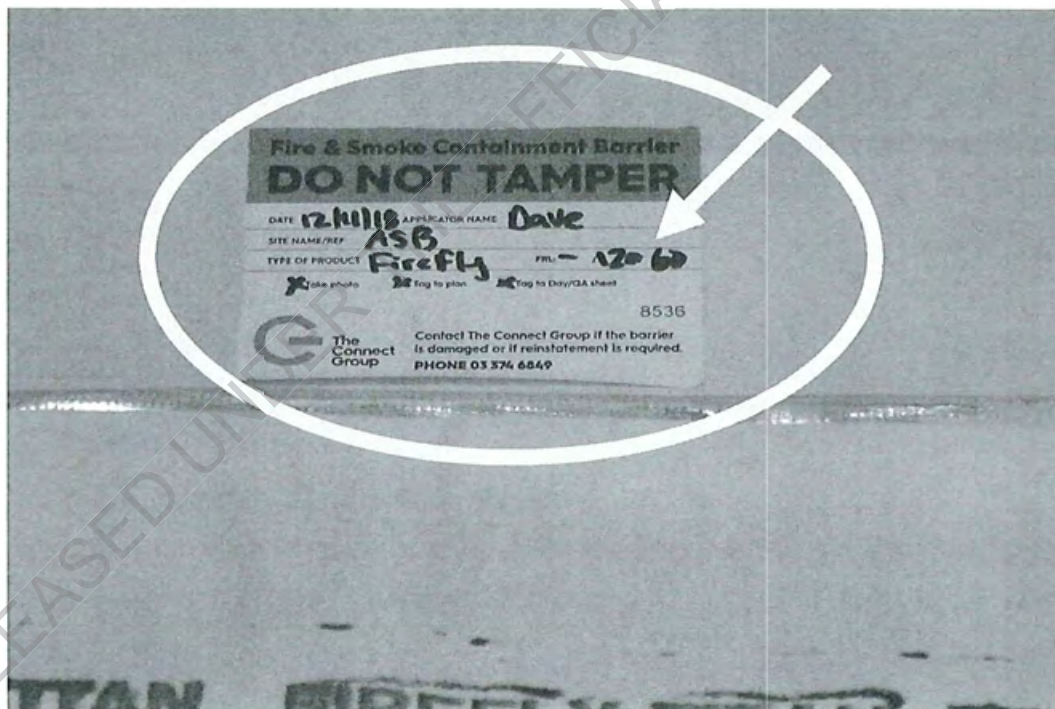 Fire & Smoke Containment Barrier
DO NOT TAMPER
DATE 12/11/18 APPLICATOR NAME Dave
SITE NAME/REF ASB
TYPE OF PRODUCT Firefly FRL: - 120 60
Take photo Tag to plan Tag to Day/QA sheet
8536
The Connect Group
Contact The Connect Group if the barrier
is damaged or if reinstatement is required.
PHONE 03 374 6849
FIREFLY